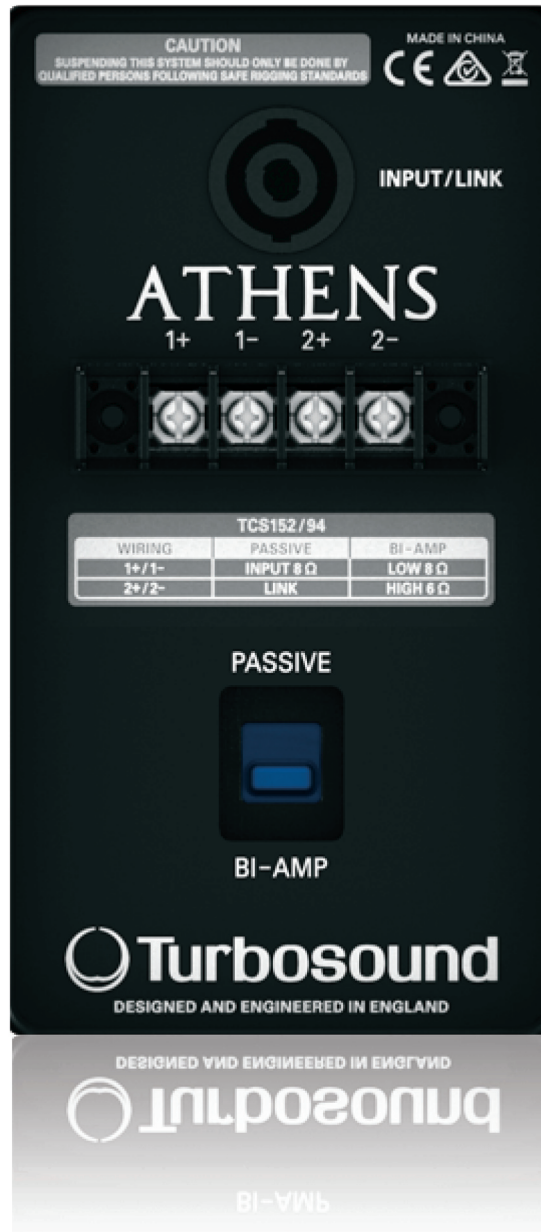 CAUTION
SUSPENDING THIS SYSTEM SHOULD ONLY BE DONE BY
QUALIFIED PERSONS FOLLOWING SAFE RIGGING STANDARDS
MADE IN CHINA
CE
INPUT/LINK
ATHENS
1+ 1- 2+ 2-
TCS152/94
WIRING PASSIVE BI-AMP
1+/1- INPUT 8 Ω LOW 8 Ω
2+/2- LINK HIGH 6 Ω
PASSIVE
BI-AMP
Turbosound
DESIGNED AND ENGINEERED IN ENGLAND
DESIGNED AND ENGINEERED IN ENGLAND
Turbosound
BI-AMP